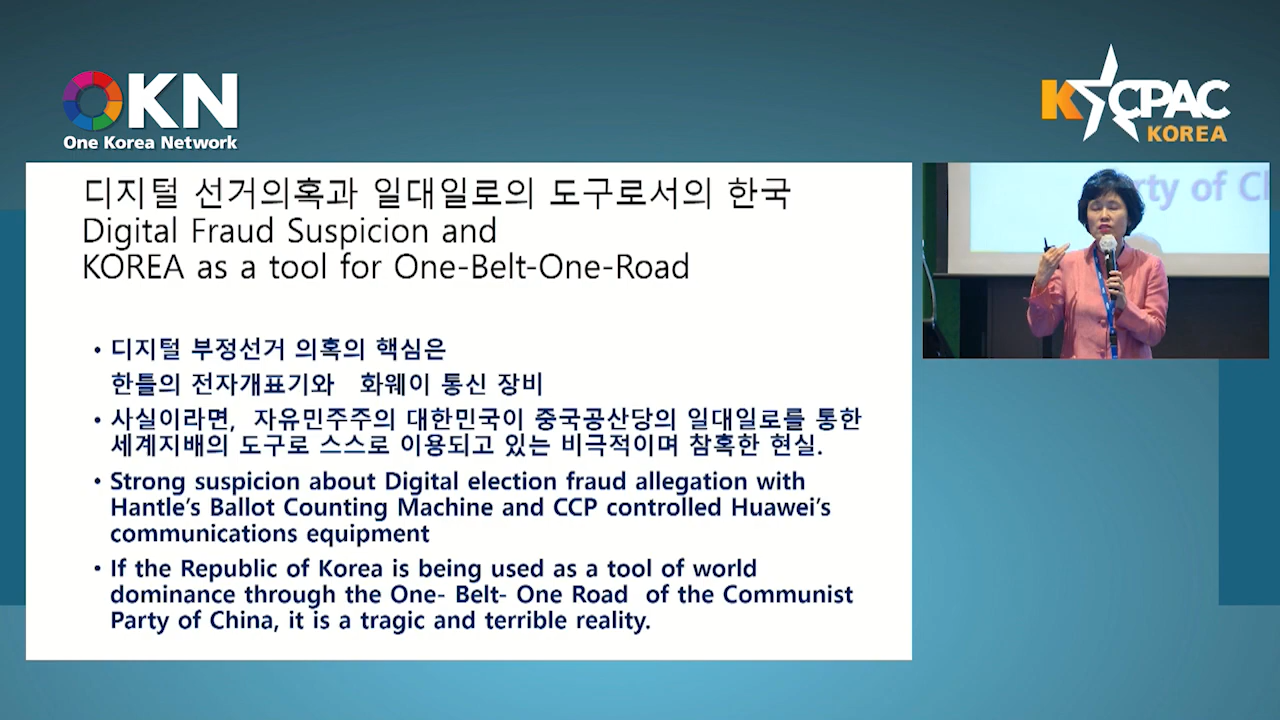 OKN
One Korea Network
KCPAC
KOREA
디지털 선거의혹과 일대일로의 도구로서의 한국
Digital Fraud Suspicion and
KOREA as a tool for One-Belt-One-Road
• 디지털 부정선거 의혹의 핵심은
한틀의 전자개표기와 화웨이 통신 장비
• 사실이라면, 자유민주주의 대한민국이 중국공산당의 일대일로를 통한
세계지배의 도구로 스스로 이용되고 있는 비극적이며 참혹한 현실.
• Strong suspicion about Digital election fraud allegation with
Hantle's Ballot Counting Machine and CCP controlled Huawei's
communications equipment
• If the Republic of Korea is being used as a tool of world
dominance through the One- Belt- One Road of the Communist
Party of China, it is a tragic and terrible reality.
rty of Cl